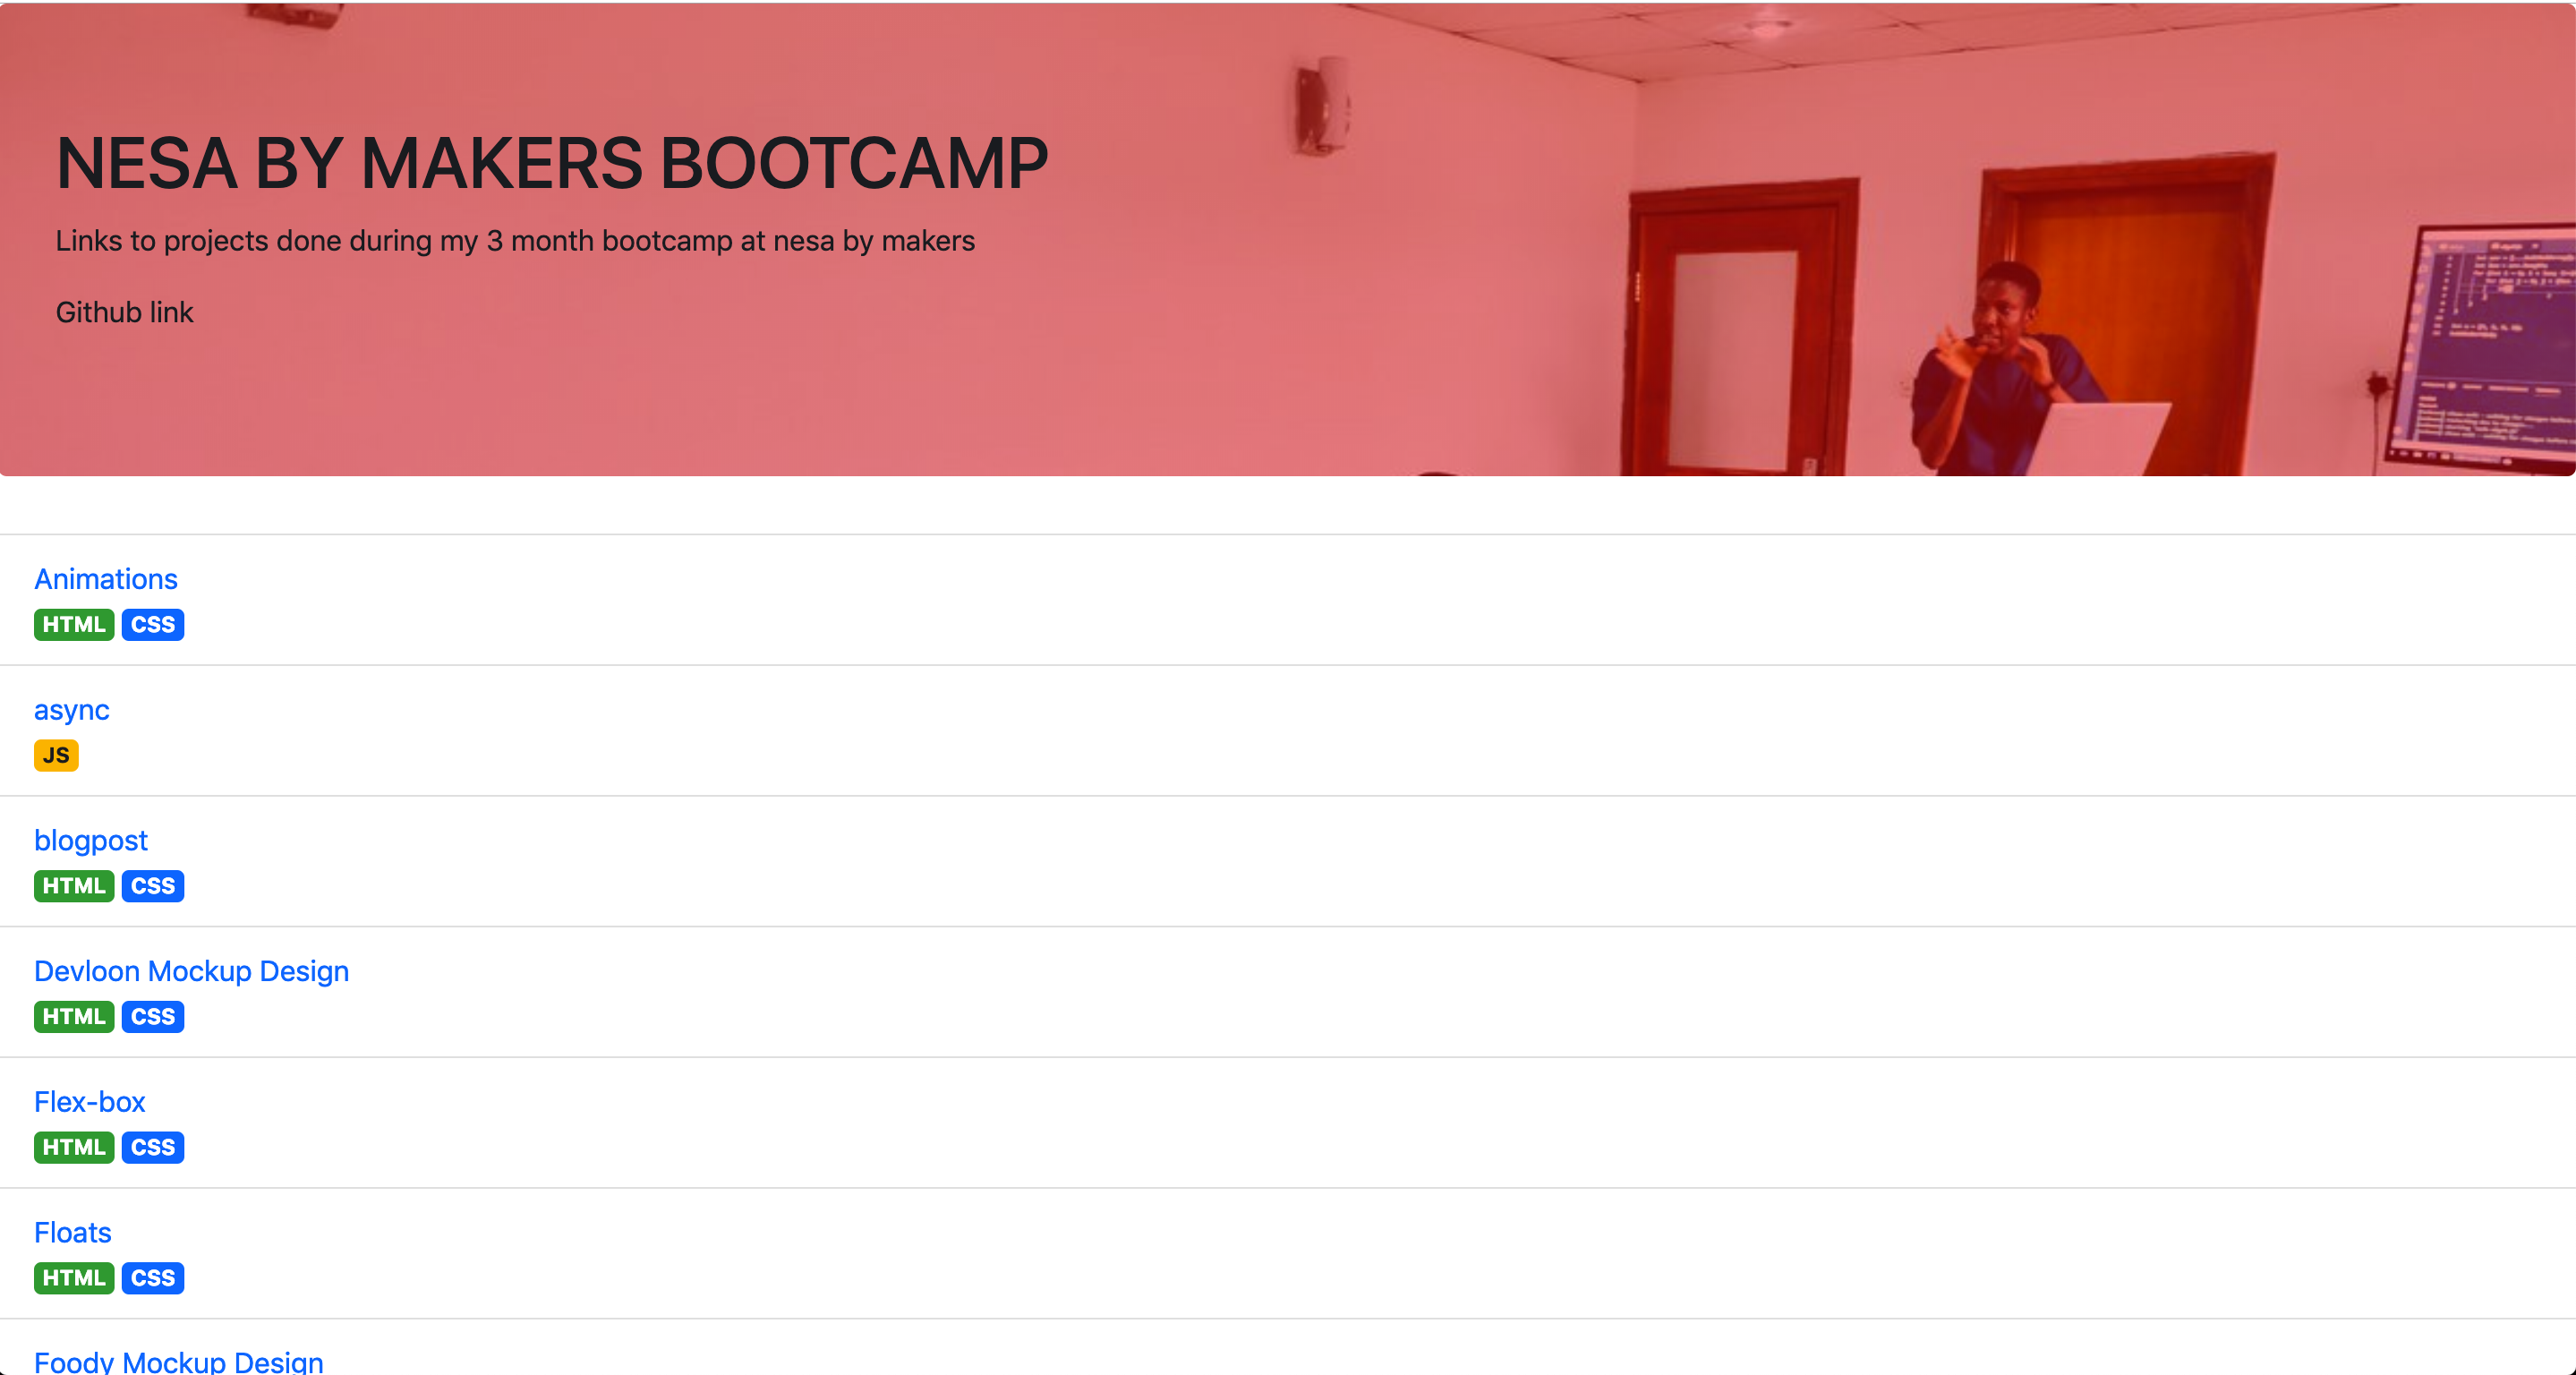 NESA BY MAKERS BOOTCAMP
Links to projects done during my 3 month bootcamp at nesa by makers
Github link
Animations
HTML CSS
async
JS
blogpost
HTML CSS
Devloon Mockup Design
HTML CSS
Flex-box
HTML CSS
Floats
HTML CSS
Foody Mockup Design